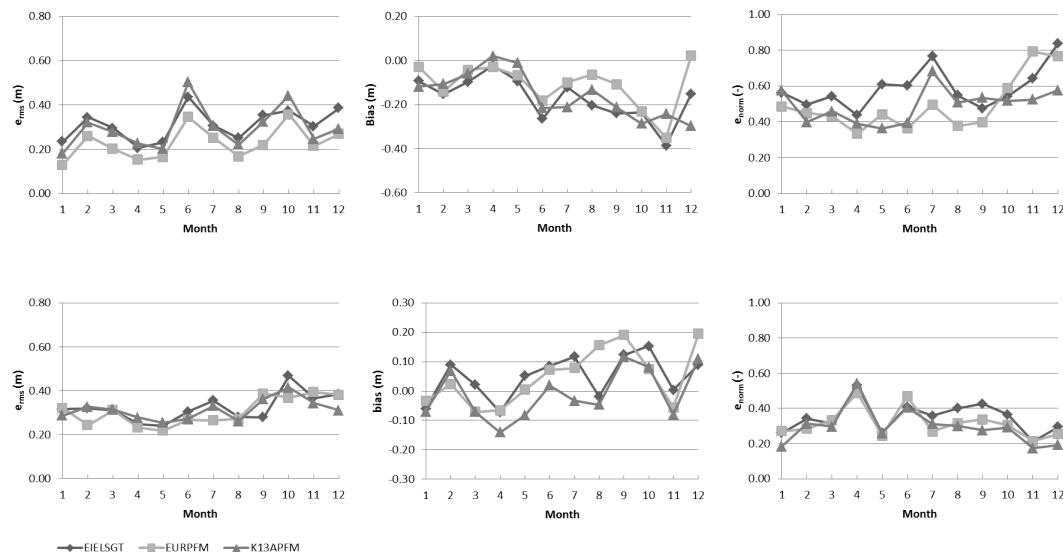 e_rms (m)
0.80
0.60
0.40
0.20
0.00
1 2 3 4 5 6 7 8 9 10 11 12
Month
Bias (m)
0.20
0.00
-0.20
-0.40
-0.60
1 2 3 4 5 6 7 8 9 10 11 12
Month
e_norm (-)
1.00
0.80
0.60
0.40
0.20
0.00
1 2 3 4 5 6 7 8 9 10 11 12
Month
e_rms (m)
0.80
0.60
0.40
0.20
0.00
1 2 3 4 5 6 7 8 9 10 11 12
Month
bias (m)
0.30
0.20
0.10
0.00
-0.10
-0.20
-0.30
1 2 3 4 5 6 7 8 9 10 11 12
Month
e_norm (-)
1.00
0.80
0.60
0.40
0.20
0.00
1 2 3 4 5 6 7 8 9 10 11 12
Month
EIELSGT EURPFM K13APFM